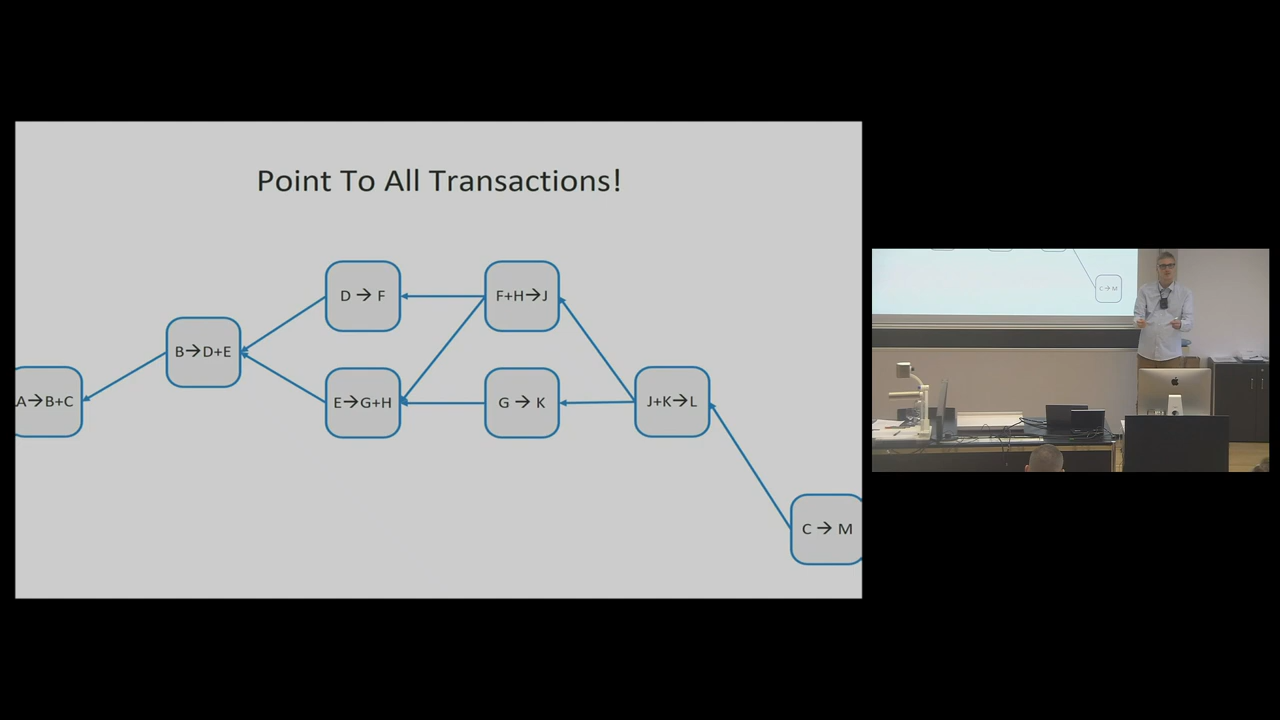 Point To All Transactions!
D → F
F+H→J
B→D+E
A→B+C
E→G+H
G → K
J+K→L
C → M
C → M